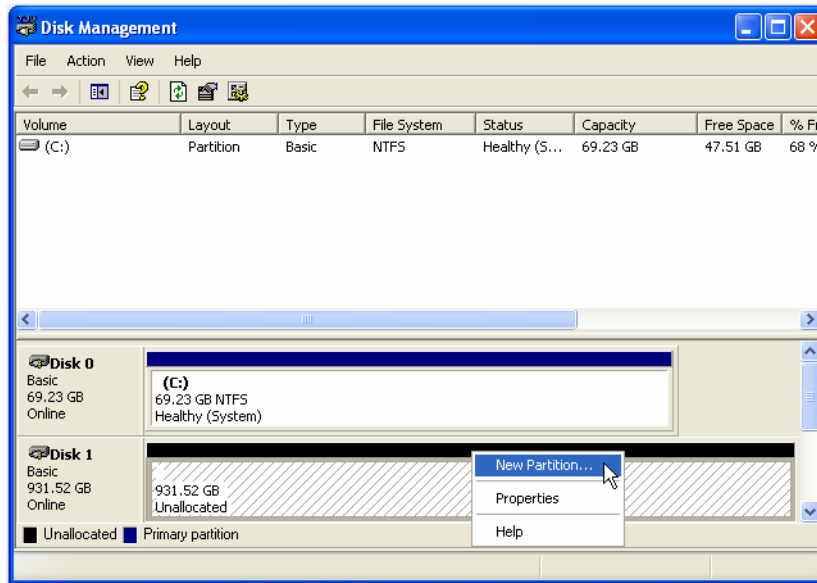 Disk Management
File Action View Help
Volume Layout Type File System Status Capacity Free Space % Fr
(C:) Partition Basic NTFS Healthy (S... 69.23 GB 47.51 GB 68 %
Disk 0
Basic
69.23 GB
Online
(C:)
69.23 GB NTFS
Healthy (System)
Disk 1
Basic
931.52 GB
Online
931.52 GB
Unallocated
New Partition...
Properties
Help
Unallocated Primary partition